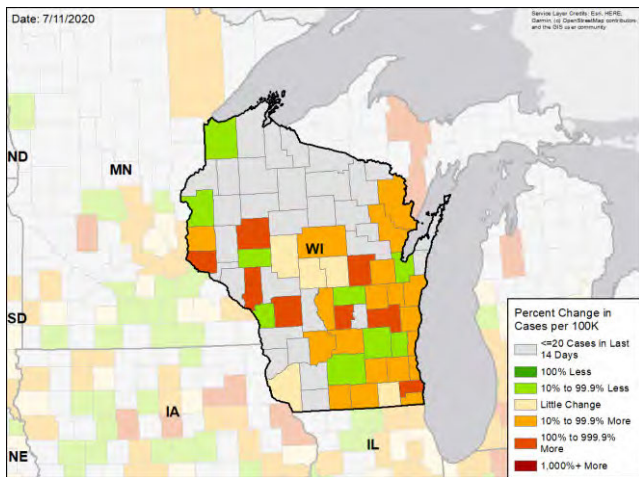 Date: 7/11/2020
Service Layer Credits: Esri, HERE,
Garmin, (c) OpenStreetMap contributors,
and the GIS user community
ND
MN
WI
SD
IA
NE
IL
Percent Change in
Cases per 100K
<=20 Cases in Last
14 Days
100% Less
10% to 99.9% Less
Little Change
10% to 99.9% More
100% to 999.9%
More
1,000%+ More